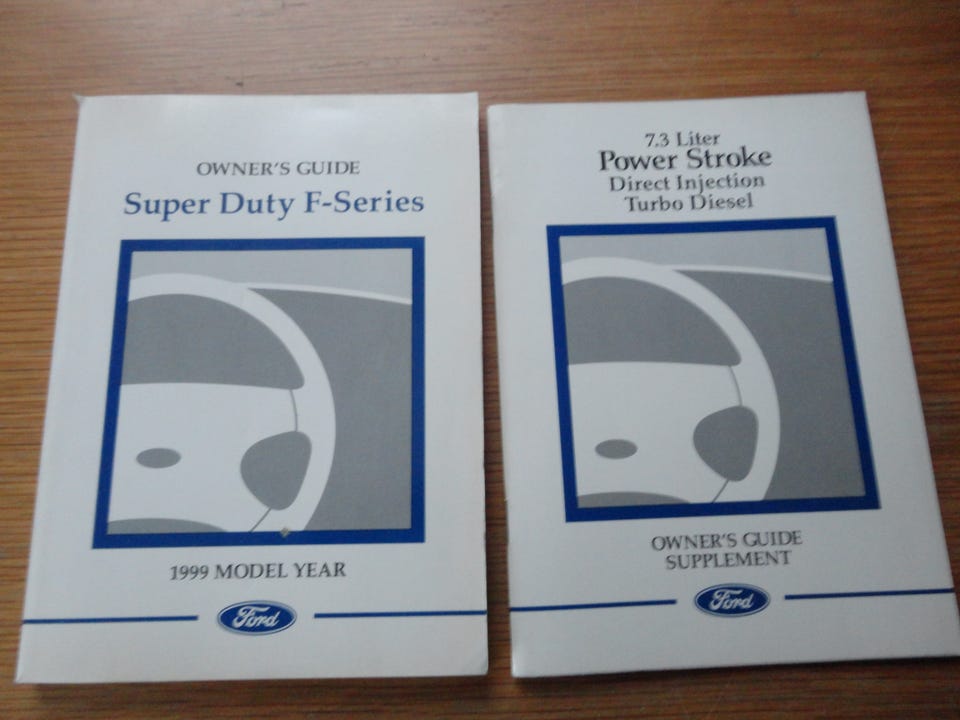 OWNER'S GUIDE
Super Duty F-Series
1999 MODEL YEAR
Ford
7.3 Liter
Power Stroke
Direct Injection
Turbo Diesel
OWNER'S GUIDE
SUPPLEMENT
Ford